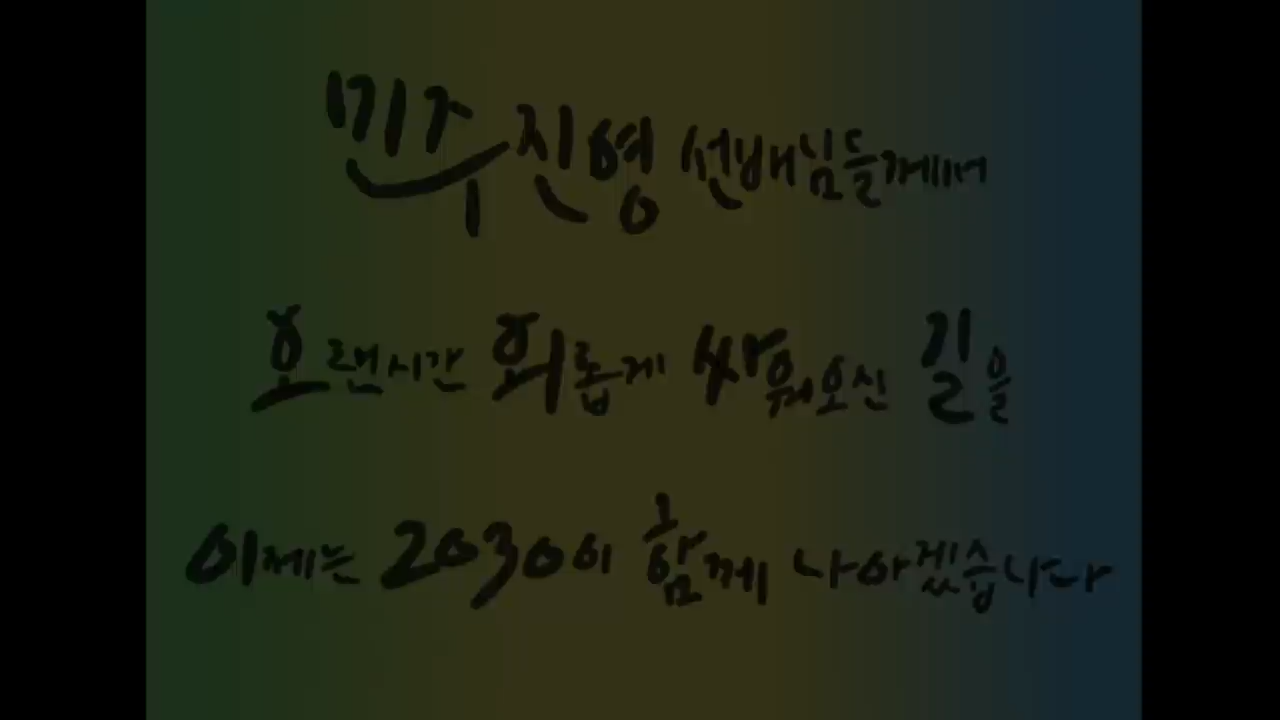 민주진영 선배님들께서
오랜시간 외롭게 싸워오신 길을
이제는 2030이 함께 나아겠습니다